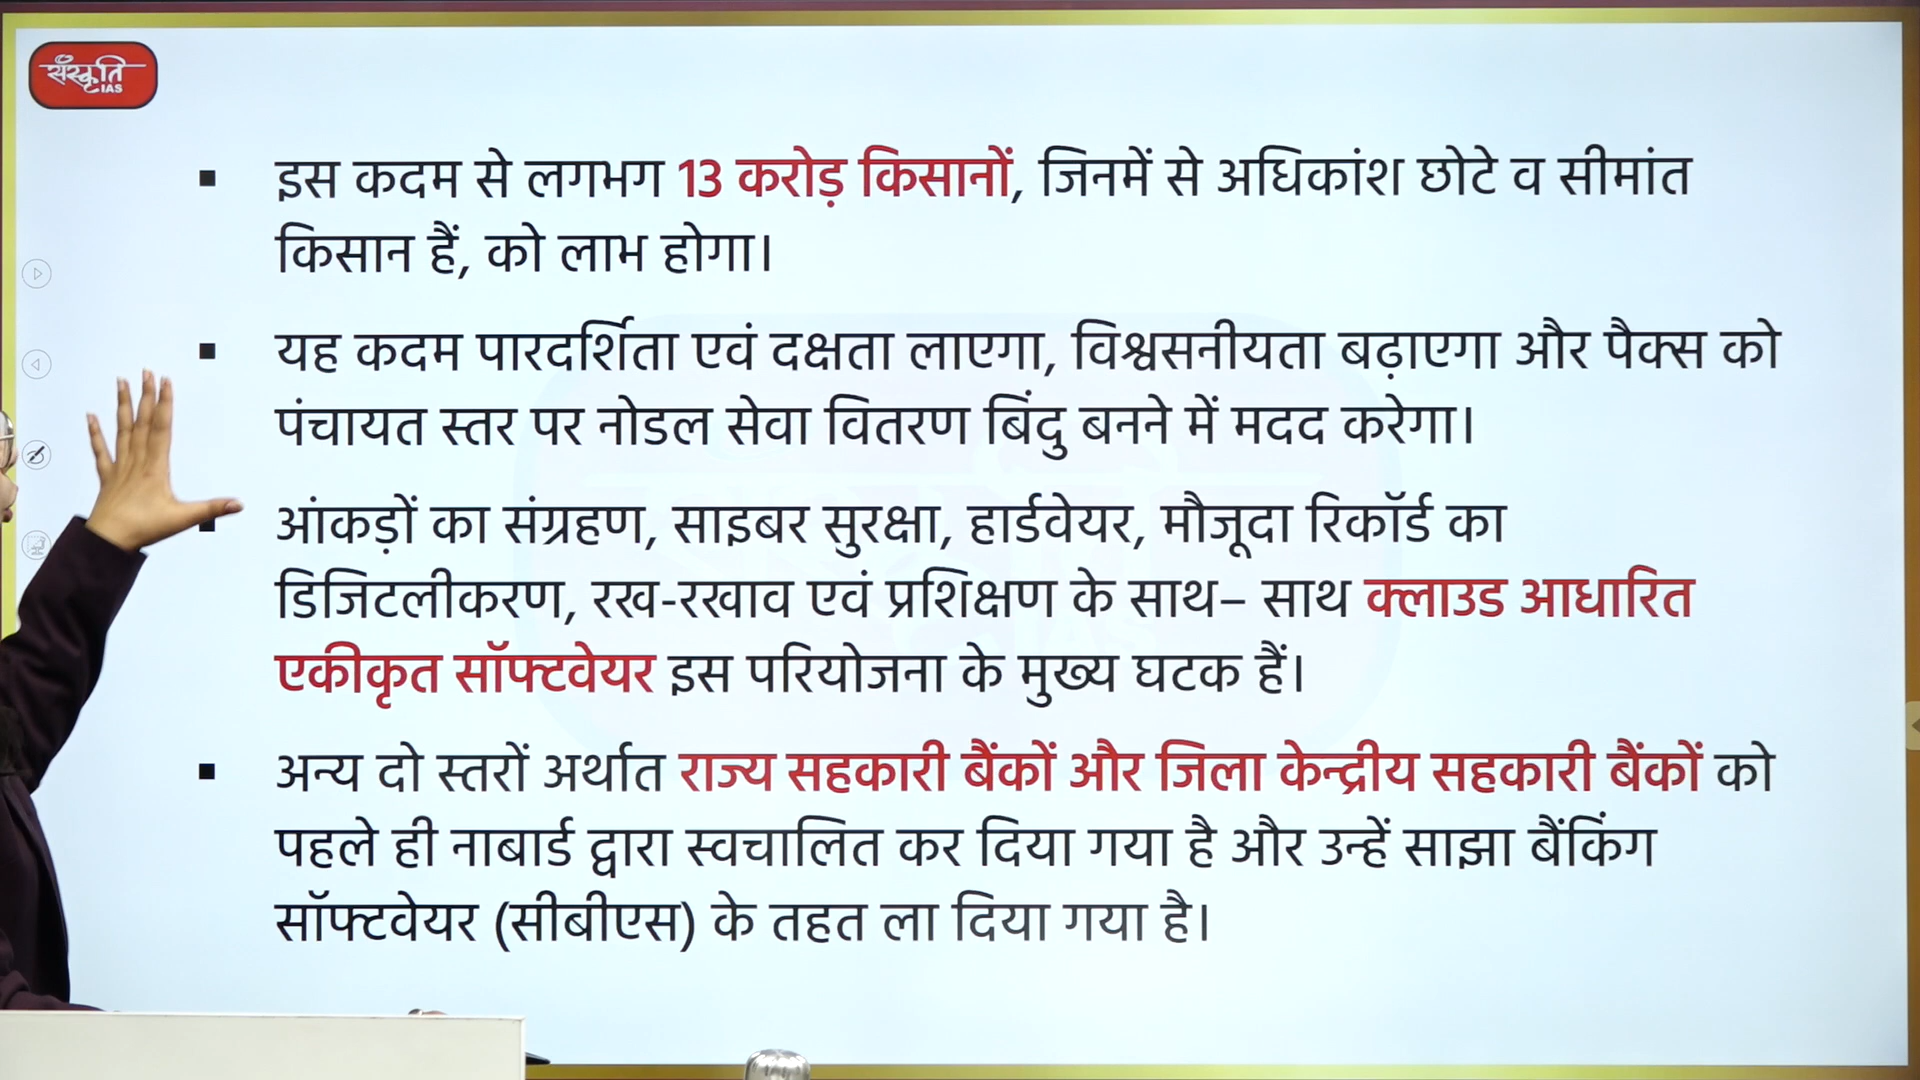 संस्कृति
IAS
▪ इस कदम से लगभग 13 करोड़ किसानों, जिनमें से अधिकांश छोटे व सीमांत
किसान हैं, को लाभ होगा।
▪ यह कदम पारदर्शिता एवं दक्षता लाएगा, विश्वसनीयता बढ़ाएगा और पैक्स को
पंचायत स्तर पर नोडल सेवा वितरण बिंदु बनने में मदद करेगा।
▪ आंकड़ों का संग्रहण, साइबर सुरक्षा, हार्डवेयर, मौजूदा रिकॉर्ड का
डिजिटलीकरण, रख-रखाव एवं प्रशिक्षण के साथ– साथ क्लाउड आधारित
एकीकृत सॉफ्टवेयर इस परियोजना के मुख्य घटक हैं।
▪ अन्य दो स्तरों अर्थात राज्य सहकारी बैंकों और जिला केन्द्रीय सहकारी बैंकों को
पहले ही नाबार्ड द्वारा स्वचालित कर दिया गया है और उन्हें साझा बैंकिंग
सॉफ्टवेयर (सीबीएस) के तहत ला दिया गया है।